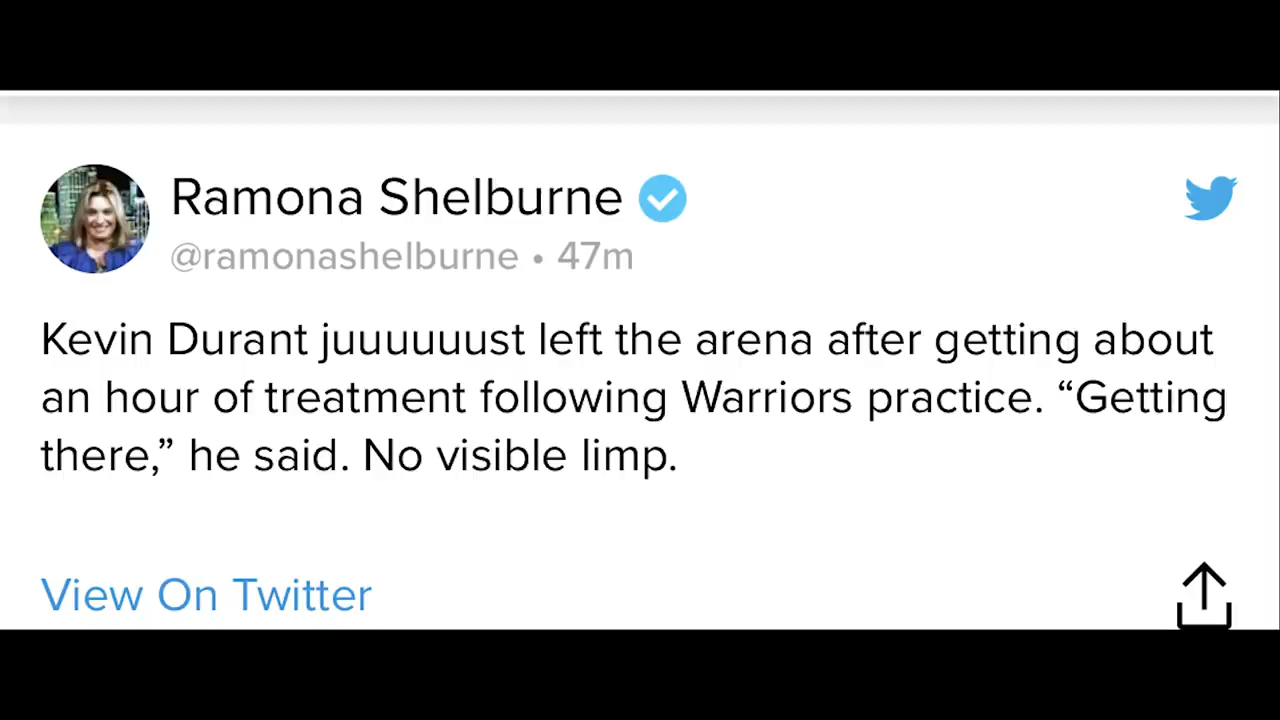 Ramona Shelburne
@ramonashelburne • 47m
Kevin Durant juuuuuust left the arena after getting about
an hour of treatment following Warriors practice. “Getting
there,” he said. No visible limp.
View On Twitter